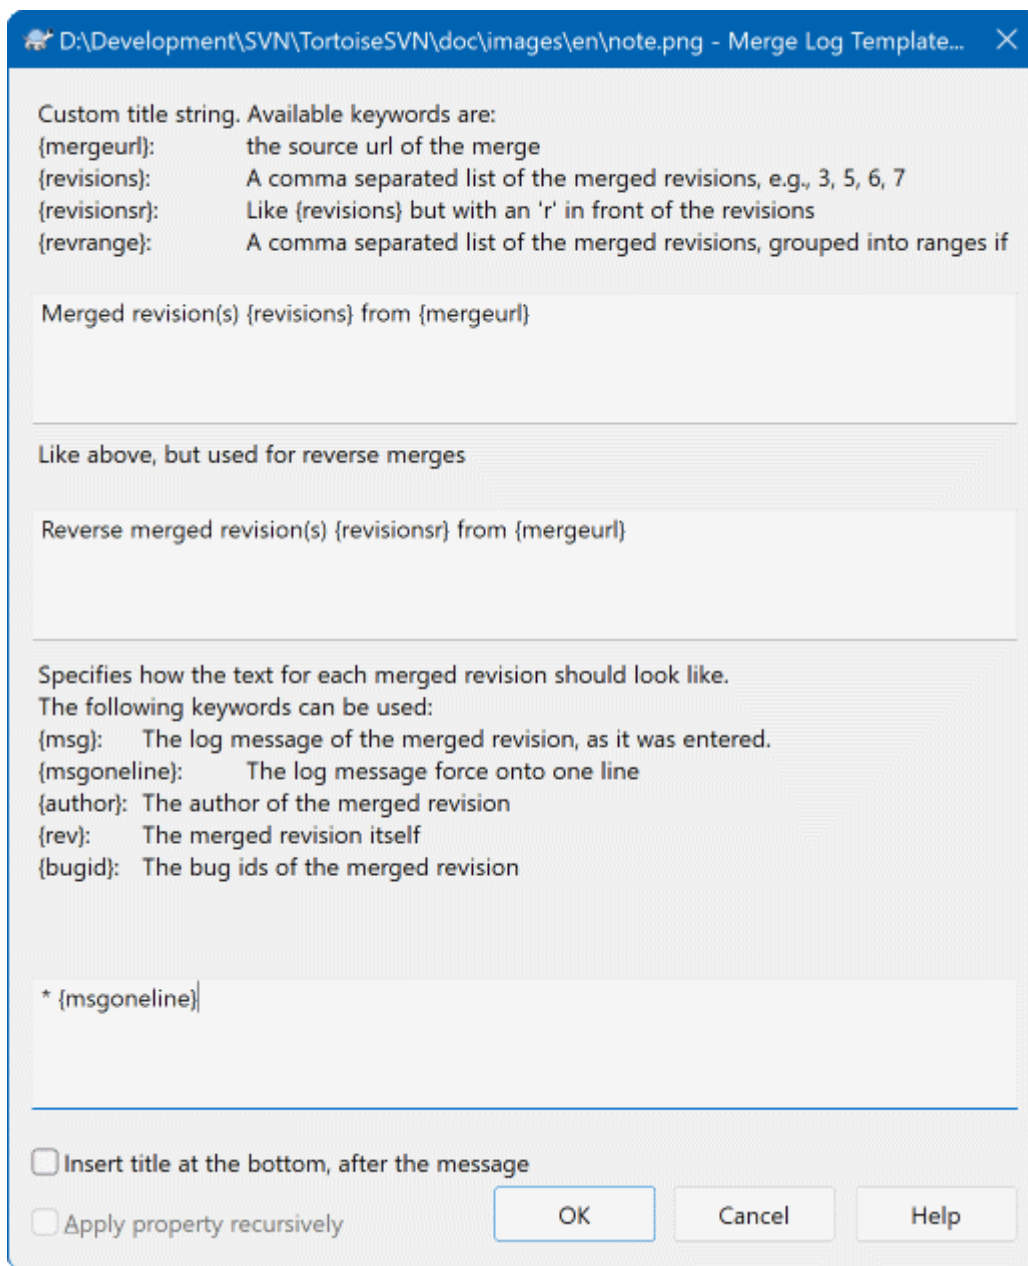 D:\Development\SVN\TortoiseSVN\doc\images\en\note.png - Merge Log Template...
Custom title string. Available keywords are:
{mergeurl}: the source url of the merge
{revisions}: A comma separated list of the merged revisions, e.g., 3, 5, 6, 7
{revisionsr}: Like {revisions} but with an 'r' in front of the revisions
{revrange}: A comma separated list of the merged revisions, grouped into ranges if
Merged revision(s) {revisions} from {mergeurl}
Like above, but used for reverse merges
Reverse merged revision(s) {revisionsr} from {mergeurl}
Specifies how the text for each merged revision should look like.
The following keywords can be used:
{msg}: The log message of the merged revision, as it was entered.
{msgoneline}: The log message force onto one line
{author}: The author of the merged revision
{rev}: The merged revision itself
{bugid}: The bug ids of the merged revision
* {msgoneline}
Insert title at the bottom, after the message
Apply property recursively
OK Cancel Help